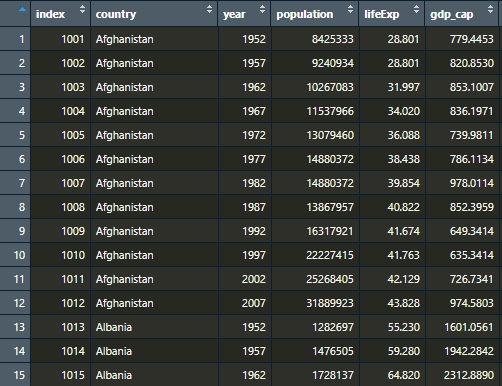 index country year population lifeExp gdp_cap
1 1001 Afghanistan 1952 8425333 28.801 779.4453
2 1002 Afghanistan 1957 9240934 28.801 820.8530
3 1003 Afghanistan 1962 10267083 31.997 853.1007
4 1004 Afghanistan 1967 11537966 34.020 836.1971
5 1005 Afghanistan 1972 13079460 36.088 739.9811
6 1006 Afghanistan 1977 14880372 38.438 786.1134
7 1007 Afghanistan 1982 14880372 39.854 978.0114
8 1008 Afghanistan 1987 13867957 40.822 852.3959
9 1009 Afghanistan 1992 16317921 41.674 649.3414
10 1010 Afghanistan 1997 22227415 41.763 635.3414
11 1011 Afghanistan 2002 25268405 42.129 726.7341
12 1012 Afghanistan 2007 31889923 43.828 974.5803
13 1013 Albania 1952 1282697 55.230 1601.0561
14 1014 Albania 1957 1476505 59.280 1942.2842
15 1015 Albania 1962 1728137 64.820 2312.8890